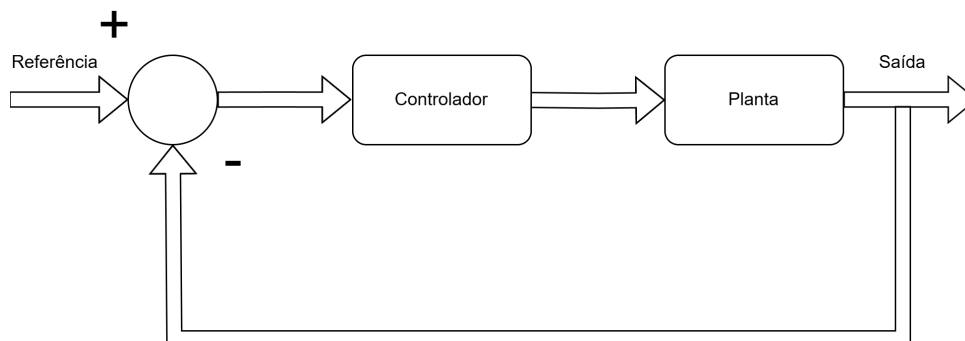 +
Referência
Saída
Controlador
Planta
-